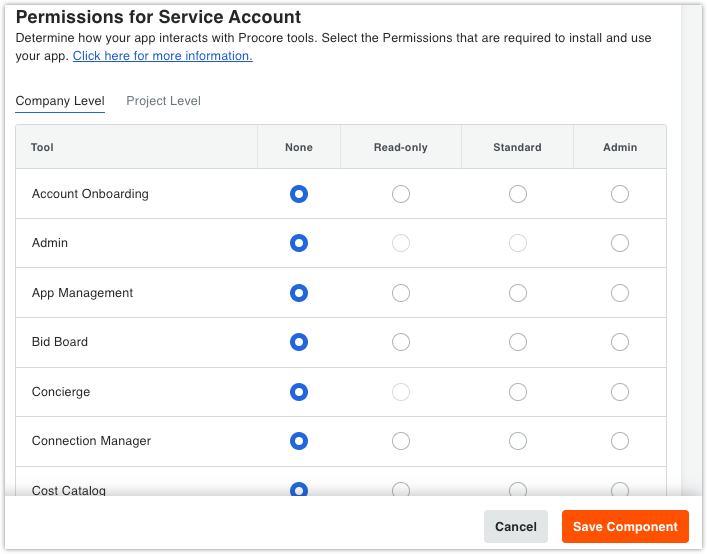 Permissions for Service Account
Determine how your app interacts with Procore tools. Select the Permissions that are required to install and use
your app. Click here for more information.
Company Level Project Level
Tool None Read-only Standard Admin
Account Onboarding
Admin
App Management
Bid Board
Concierge
Connection Manager
Cost Catalog
Cancel Save Component